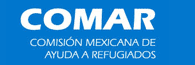 COMAR
COMISIÓN MEXICANA DE
AYUDA A REFUGIADOS